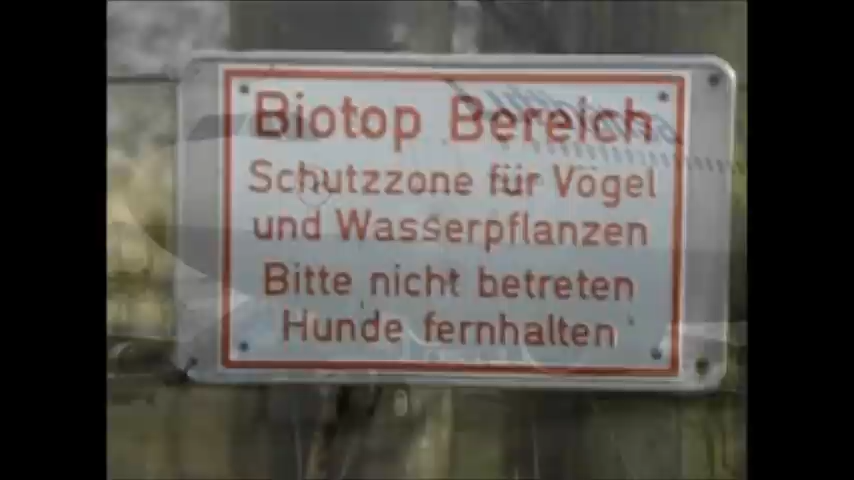 Biotop Bereich
Schutzzone für Vögel
und Wasserpflanzen
Bitte nicht betreten
Hunde fernhalten